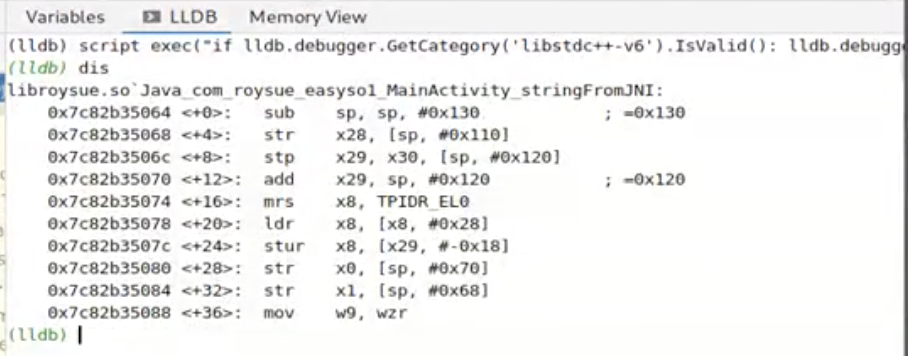 Variables LLDB Memory View
(lldb) script exec("if lldb.debugger.GetCategory('libstdc++-v6').IsValid(): lldb.debugg
(lldb) dis
libroysue.so`Java_com_roysue_easyso1_MainActivity_stringFromJNI:
0x7c82b35064 <+0>: sub sp, sp, #0x130 ; =0x130
0x7c82b35068 <+4>: str x28, [sp, #0x110]
0x7c82b3506c <+8>: stp x29, x30, [sp, #0x120]
0x7c82b35070 <+12>: add x29, sp, #0x120 ; =0x120
0x7c82b35074 <+16>: mrs x8, TPIDR_EL0
0x7c82b35078 <+20>: ldr x8, [x8, #0x28]
0x7c82b3507c <+24>: stur x8, [x29, #-0x18]
0x7c82b35080 <+28>: str x0, [sp, #0x70]
0x7c82b35084 <+32>: str x1, [sp, #0x68]
0x7c82b35088 <+36>: mov w9, wzr
(lldb)